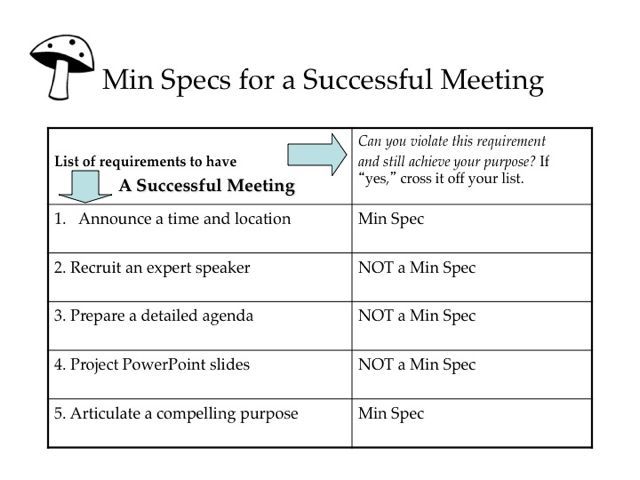 Min Specs for a Successful Meeting
List of requirements to have
A Successful Meeting
Can you violate this requirement
and still achieve your purpose? If
“yes,” cross it off your list.
1. Announce a time and location
Min Spec
2. Recruit an expert speaker
NOT a Min Spec
3. Prepare a detailed agenda
NOT a Min Spec
4. Project PowerPoint slides
NOT a Min Spec
5. Articulate a compelling purpose
Min Spec